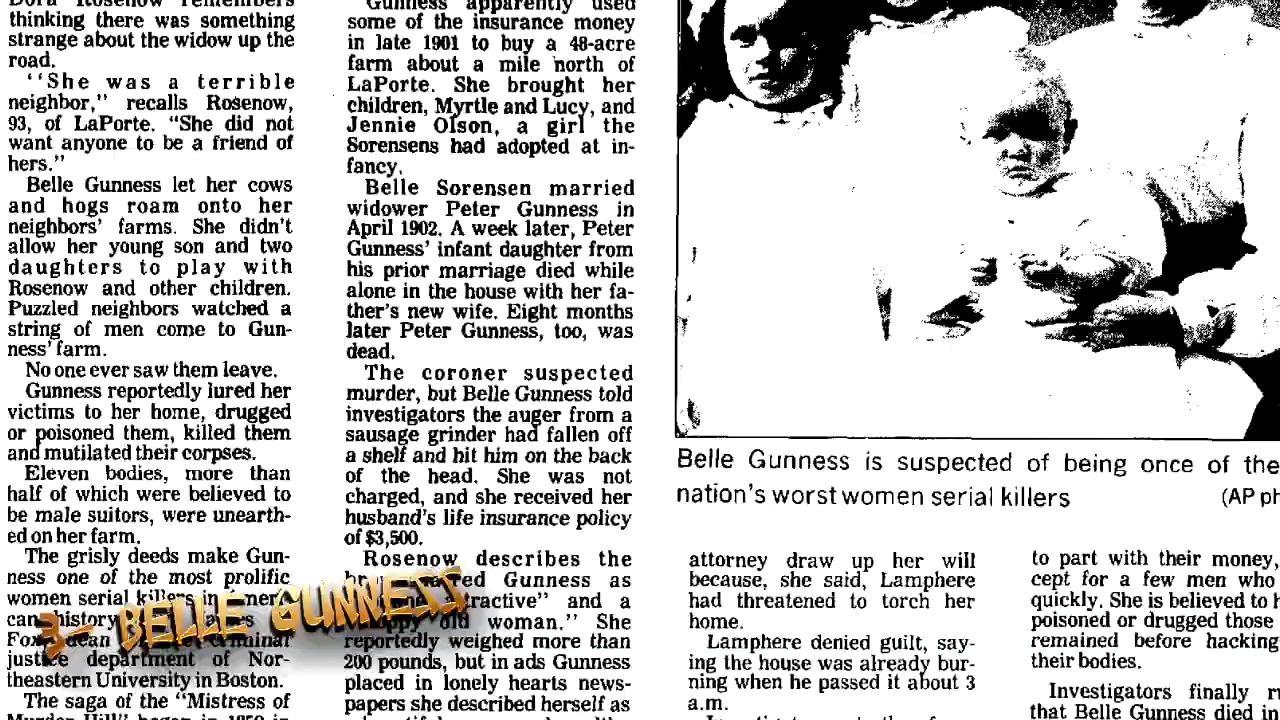 thinking there was something
strange about the widow up the
road.
"She was a terrible
neighbor," recalls Rosenow,
93, of LaPorte. "She did not
want anyone to be a friend of
hers."
Belle Gunness let her cows
and hogs roam onto her
neighbors' farms. She didn't
allow her young son and two
daughters to play with
Rosenow and other children.
Puzzled neighbors watched a
string of men come to Gun-
ness' farm.
No one ever saw them leave.
Gunness reportedly lured her
victims to her home, drugged
or poisoned them, killed them
and mutilated their corpses.
Eleven bodies, more than
half of which were believed to
be male suitors, were unearth-
ed on her farm.
The grisly deeds make Gun-
ness one of the most prolific
women serial killers in
history
justice department of Nor-
theastern University in Boston.
The saga of the "Mistress of
Gunness apparently used
some of the insurance money
in late 1901 to buy a 48-acre
farm about a mile north of
LaPorte. She brought her
children, Myrtle and Lucy, and
Jennie Olson, a girl the
Sorensens had adopted at in-
fancy.
Belle Sorensen married
widower Peter Gunness in
April 1902. A week later, Peter
Gunness' infant daughter from
his prior marriage died while
alone in the house with her fa-
ther's new wife. Eight months
later Peter Gunness, too, was
dead.
The coroner suspected
murder, but Belle Gunness told
investigators the auger from a
sausage grinder had fallen off
a shelf and hit him on the back
of the head. She was not
charged, and she received her
husband's life insurance policy
of $3,500.
Rosenow describes the
Gunness as
and a
old woman." She
reportedly weighed more than
200 pounds, but in ads Gunness
placed in lonely hearts news-
papers she described herself as
3- BELLE GUNNESS
Belle Gunness is suspected of being once of the
nation's worst women serial killers (AP ph
attorney draw up her will
because, she said, Lamphere
had threatened to torch her
home.
Lamphere denied guilt, say-
ing the house was already bur-
ning when he passed it about 3
a.m.
to part with their money,
cept for a few men who
quickly. She is believed to h
poisoned or drugged those
remained before hacking
their bodies.
Investigators finally r
that Belle Gunness died in